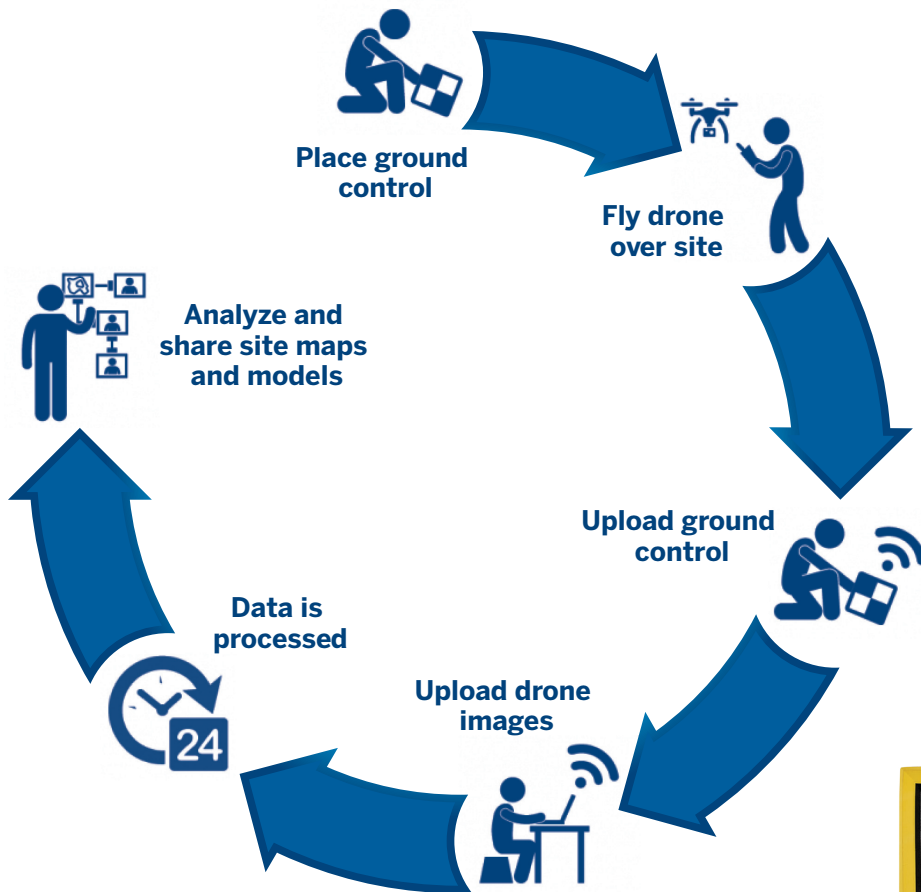 Place ground
control
Fly drone
over site
Upload ground
control
Upload drone
images
Data is
processed
24
Analyze and
share site maps
and models